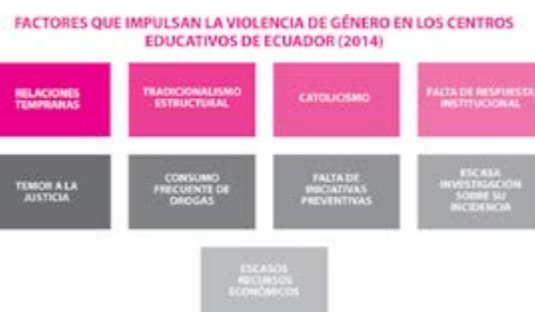 FACTORES QUE IMPULSAN LA VIOLENCIA DE GÉNERO EN LOS CENTROS
EDUCATIVOS DE ECUADOR (2014)
RELACIONES
TEMPRANAS
TRADICIONALISMO
ESTRUCTURAL
CATOLICISMO
FALTA DE RESPUESTA
INSTITUCIONAL
TEMOR A LA
JUSTICIA
CONSUMO
FRECUENTE DE
DROGAS
FALTA DE
INICIATIVAS
PREVENTIVAS
ESCASA
INVESTIGACIÓN
SOBRE SU
INCIDENCIA
ESCASOS
RECURSOS
ECONÓMICOS